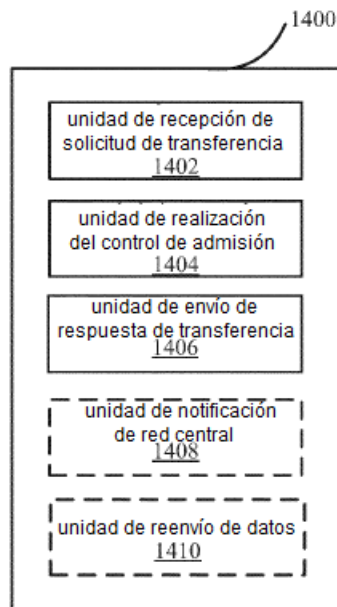 1400
unidad de recepción de
solicitud de transferencia
1402
unidad de realización
del control de admisión
1404
unidad de envío de
respuesta de transferencia
1406
unidad de notificación
de red central
1408
unidad de reenvío de datos
1410